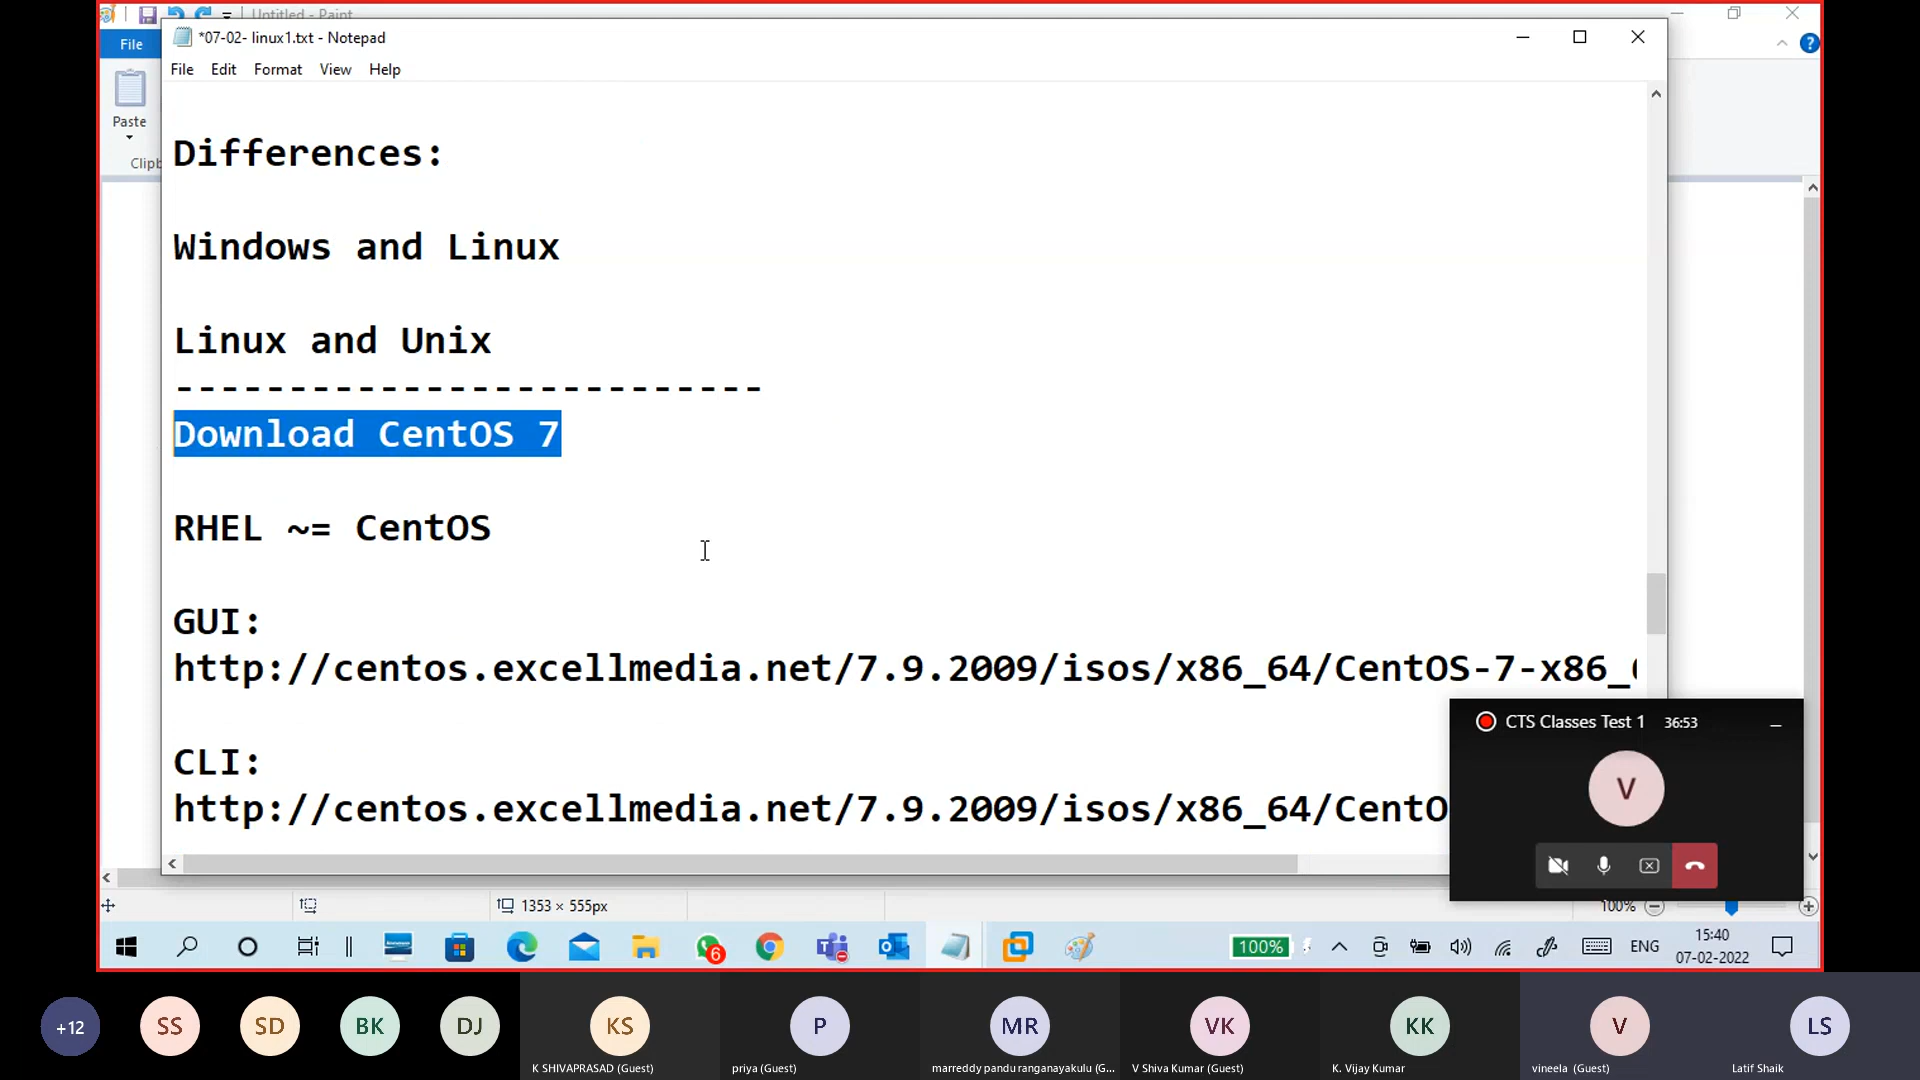 Untitled - Paint
File
*07-02- linux1.txt - Notepad
File Edit Format View Help
Paste
Clipb
Differences:
Windows and Linux
Linux and Unix
--------------------------
Download CentOS 7
RHEL ~= CentOS
GUI:
http://centos.excellmedia.net/7.9.2009/isos/x86_64/CentOS-7-x86_
CLI:
http://centos.excellmedia.net/7.9.2009/isos/x86_64/CentO
CTS Classes Test 1 36:53
V
1353 × 555px
100%
6
100%
ENG
15:40
07-02-2022
+12
SS
SD
BK
DJ
KS
P
MR
VK
KK
V
LS
K SHIVAPRASAD (Guest)
priya (Guest)
marreddy pandu ranganayakulu (G...
V Shiva Kumar (Guest)
K. Vijay Kumar
vineela (Guest)
Latif Shaik